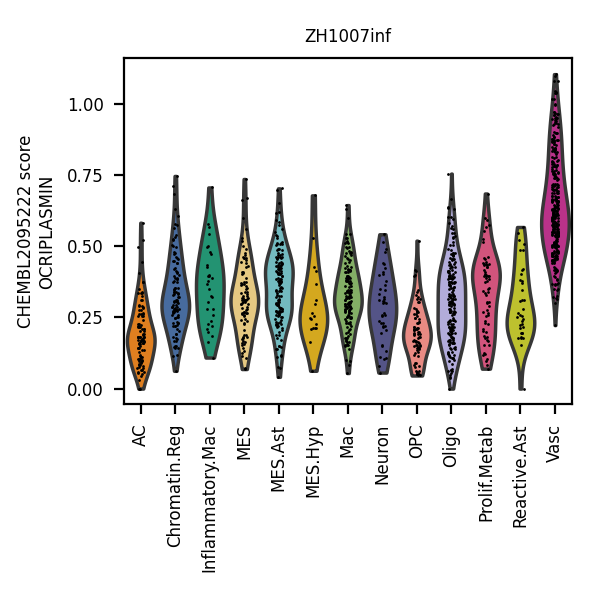 ZH1007inf
CHEMBL2095222 score
OCRIPLASMIN
1.00
0.75
0.50
0.25
0.00
AC
Chromatin.Reg
Inflammatory.Mac
MES
MES.Ast
MES.Hyp
Mac
Neuron
OPC
Oligo
Prolif.Metab
Reactive.Ast
Vasc